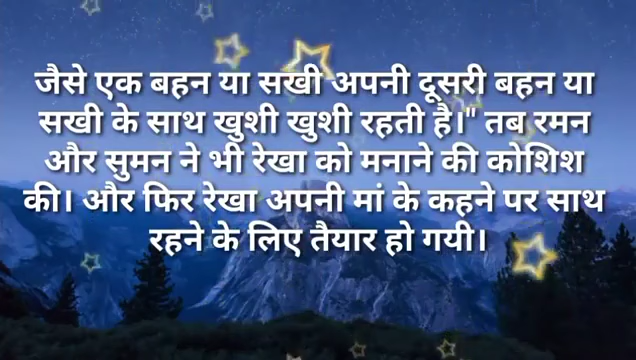 जैसे एक बहन या सखी अपनी दूसरी बहन या
सखी के साथ खुशी खुशी रहती है।" तब रमन
और सुमन ने भी रेखा को मनाने की कोशिश
की। और फिर रेखा अपनी मां के कहने पर साथ
रहने के लिए तैयार हो गयी।